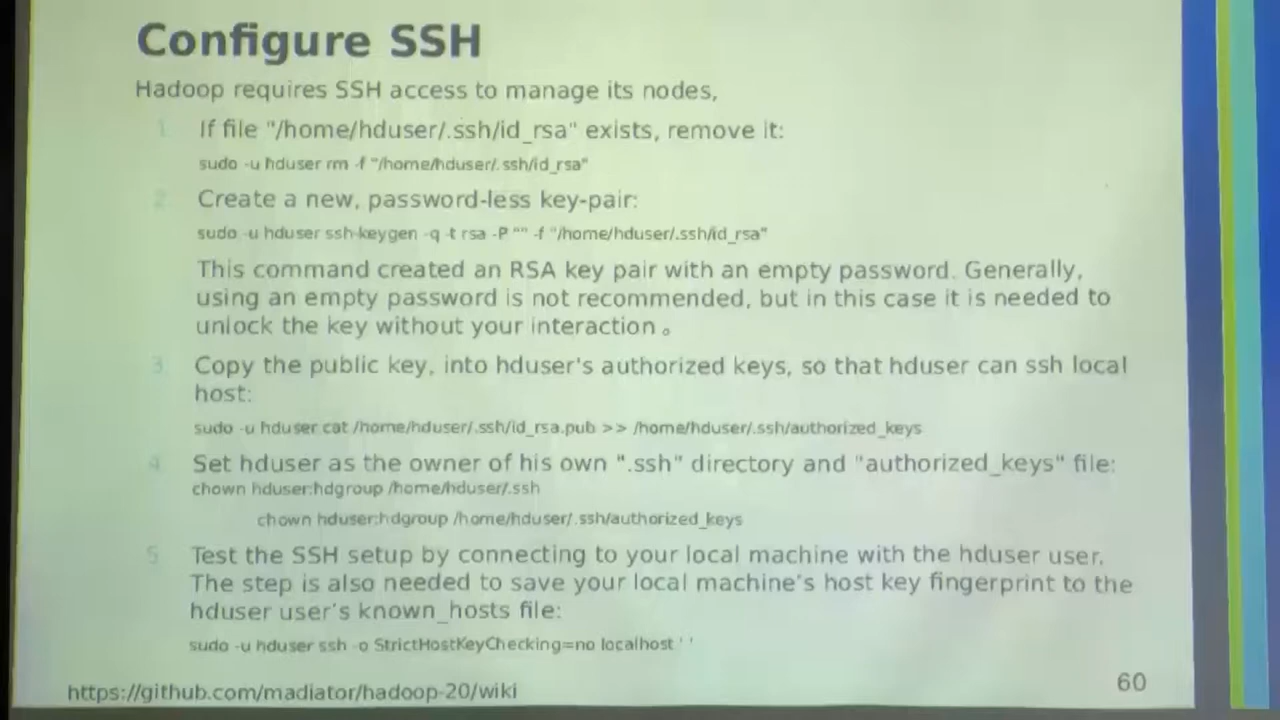 Configure SSH
Hadoop requires SSH access to manage its nodes,
1 If file "/home/hduser/.ssh/id_rsa" exists, remove it:
sudo -u hduser rm -f "/home/hduser/.ssh/id_rsa"
2 Create a new, password-less key-pair:
sudo -u hduser ssh-keygen -q -t rsa -P "" -f "/home/hduser/.ssh/id_rsa"
This command created an RSA key pair with an empty password. Generally,
using an empty password is not recommended, but in this case it is needed to
unlock the key without your interaction 。
3 Copy the public key, into hduser's authorized keys, so that hduser can ssh local
host:
sudo -u hduser cat /home/hduser/.ssh/id_rsa.pub >> /home/hduser/.ssh/authorized_keys
4 Set hduser as the owner of his own ".ssh" directory and "authorized_keys" file:
chown hduser:hdgroup /home/hduser/.ssh
chown hduser:hdgroup /home/hduser/.ssh/authorized_keys
5 Test the SSH setup by connecting to your local machine with the hduser user.
The step is also needed to save your local machine's host key fingerprint to the
hduser user's known_hosts file:
sudo -u hduser ssh -o StrictHostKeyChecking=no localhost ' '
https://github.com/madiator/hadoop-20/wiki
60